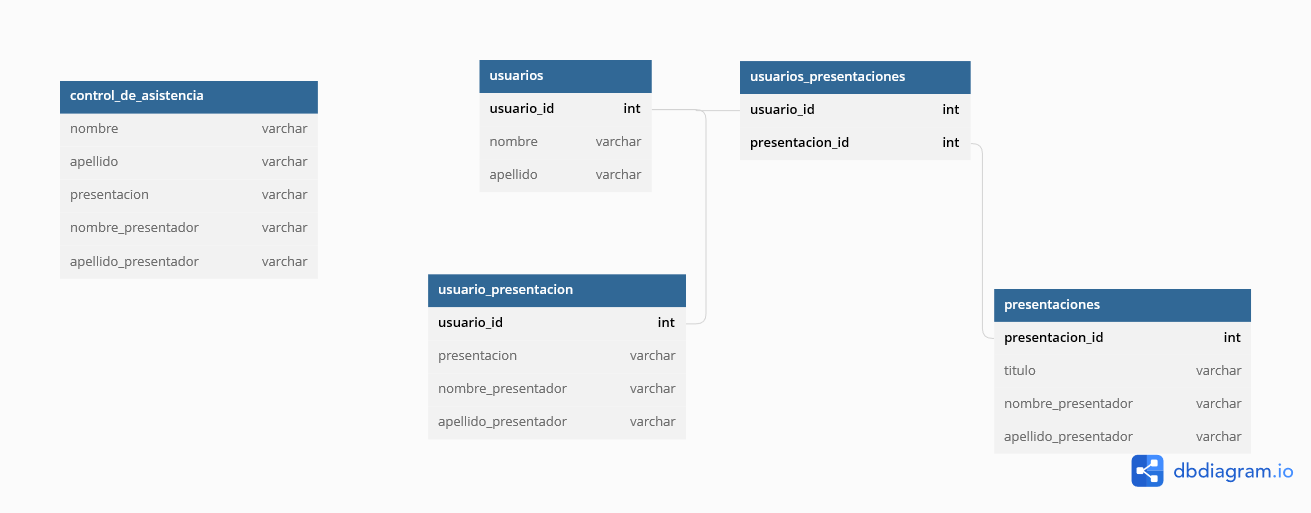 control_de_asistencia
nombre varchar
apellido varchar
presentacion varchar
nombre_presentador varchar
apellido_presentador varchar
usuarios
usuario_id int
nombre varchar
apellido varchar
usuarios_presentaciones
usuario_id int
presentacion_id int
usuario_presentacion
usuario_id int
presentacion varchar
nombre_presentador varchar
apellido_presentador varchar
presentaciones
presentacion_id int
titulo varchar
nombre_presentador varchar
apellido_presentador varchar
dbdiagram.io